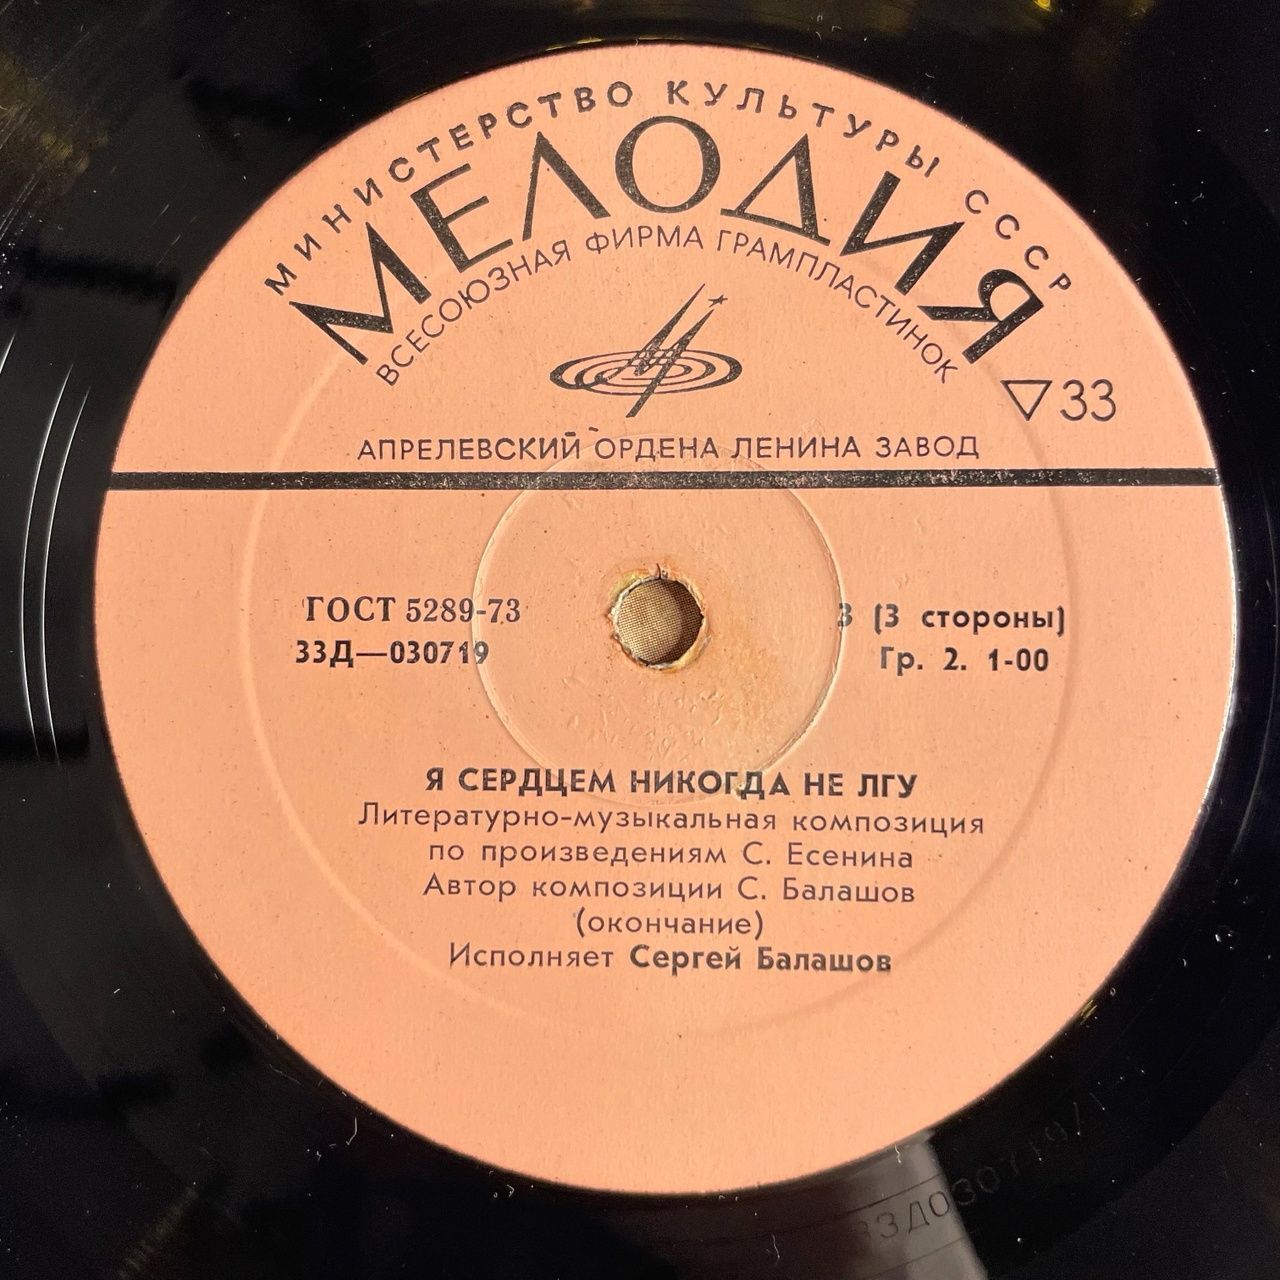 МИНИСТЕРСТВО КУЛЬТУРЫ СССР
МЕЛОДИЯ
ВСЕСОЮЗНАЯ ФИРМА ГРАМПЛАСТИНОК
▽33
АПРЕЛЕВСКИЙ ОРДЕНА ЛЕНИНА ЗАВОД
ГОСТ 5289-73
33Д—030719
3 (3 стороны)
Гр. 2. 1-00
Я СЕРДЦЕМ НИКОГДА НЕ ЛГУ
Литературно-музыкальная композиция
по произведениям С. Есенина
Автор композиции С. Балашов
(окончание)
Исполняет Сергей Балашов
33Д030719/1